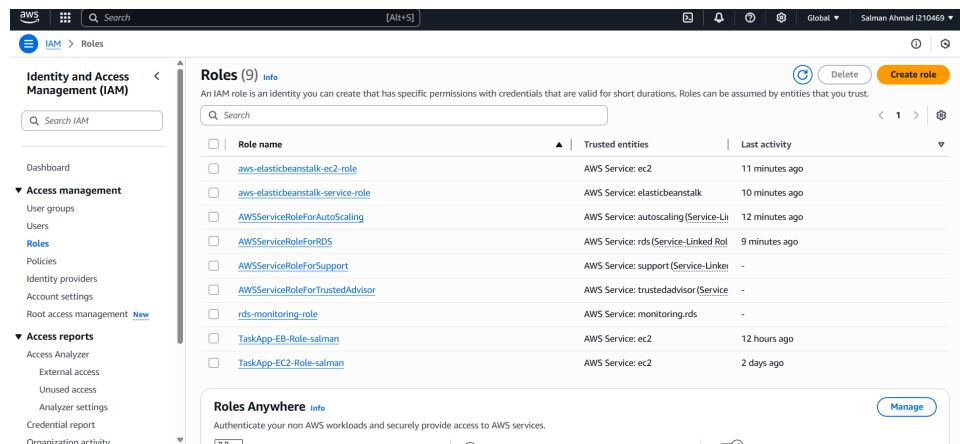 aws
Search
[Alt+S]
Global ▼
Salman Ahmad i210469 ▼
IAM > Roles
Identity and Access Management (IAM)
Search IAM
Dashboard
▼ Access management
User groups
Users
Roles
Policies
Identity providers
Account settings
Root access management New
▼ Access reports
Access Analyzer
External access
Unused access
Analyzer settings
Credential report
Organization activity
Roles (9) Info
Delete
Create role
An IAM role is an identity you can create that has specific permissions with credentials that are valid for short durations. Roles can be assumed by entities that you trust.
Search
< 1 >
Role name ▲ | Trusted entities | Last activity
aws-elasticbeanstalk-ec2-role AWS Service: ec2 11 minutes ago
aws-elasticbeanstalk-service-role AWS Service: elasticbeanstalk 10 minutes ago
AWSServiceRoleForAutoScaling AWS Service: autoscaling (Service-Li 12 minutes ago
AWSServiceRoleForRDS AWS Service: rds (Service-Linked Rol 9 minutes ago
AWSServiceRoleForSupport AWS Service: support (Service-Linke -
AWSServiceRoleForTrustedAdvisor AWS Service: trustedadvisor (Service -
rds-monitoring-role AWS Service: monitoring.rds -
TaskApp-EB-Role-salman AWS Service: ec2 12 hours ago
TaskApp-EC2-Role-salman AWS Service: ec2 2 days ago
Roles Anywhere Info
Manage
Authenticate your non AWS workloads and securely provide access to AWS services.